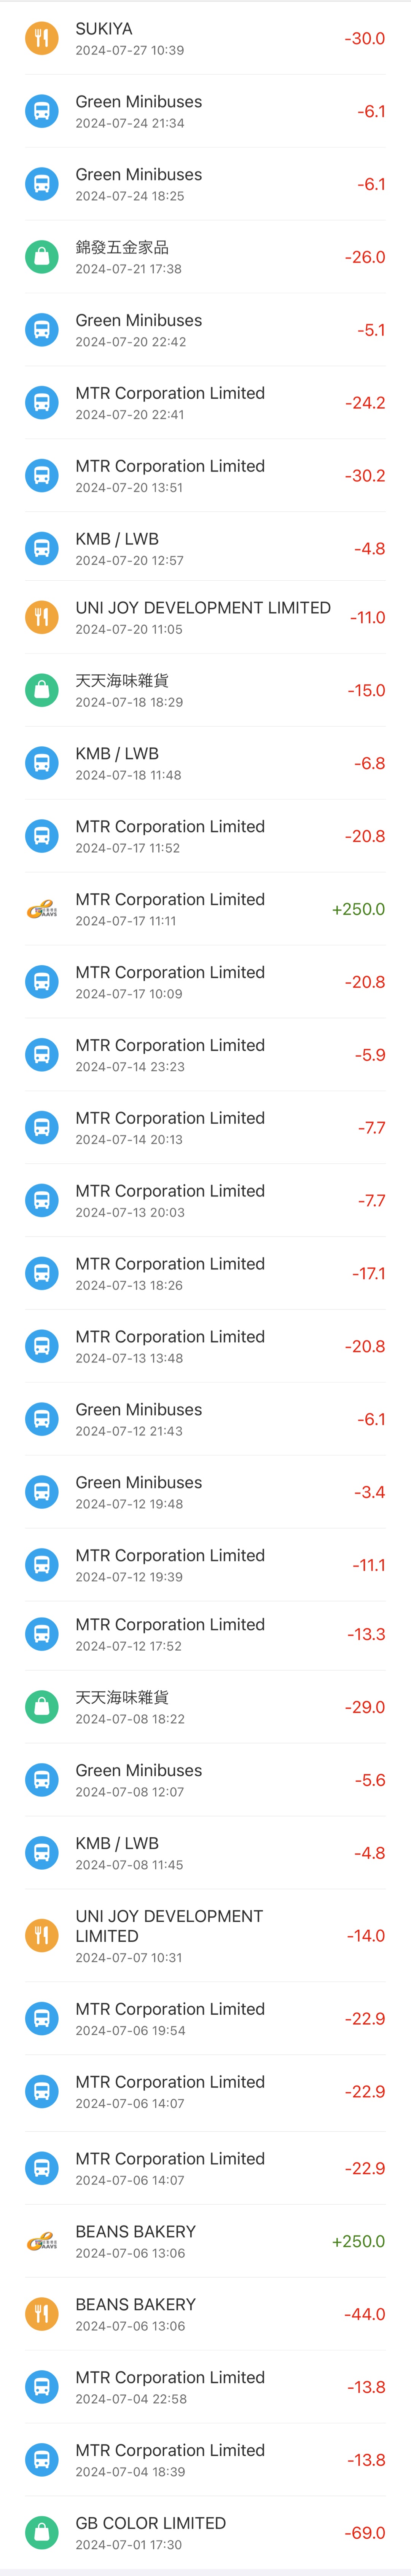 SUKIYA
2024-07-27 10:39
-30.0
Green Minibuses
2024-07-24 21:34
-6.1
Green Minibuses
2024-07-24 18:25
-6.1
錦發五金家品
2024-07-21 17:38
-26.0
Green Minibuses
2024-07-20 22:42
-5.1
MTR Corporation Limited
2024-07-20 22:41
-24.2
MTR Corporation Limited
2024-07-20 13:51
-30.2
KMB / LWB
2024-07-20 12:57
-4.8
UNI JOY DEVELOPMENT LIMITED
2024-07-20 11:05
-11.0
天天海味雜貨
2024-07-18 18:29
-15.0
KMB / LWB
2024-07-18 11:48
-6.8
MTR Corporation Limited
2024-07-17 11:52
-20.8
MTR Corporation Limited
2024-07-17 11:11
+250.0
MTR Corporation Limited
2024-07-17 10:09
-20.8
MTR Corporation Limited
2024-07-14 23:23
-5.9
MTR Corporation Limited
2024-07-14 20:13
-7.7
MTR Corporation Limited
2024-07-13 20:03
-7.7
MTR Corporation Limited
2024-07-13 18:26
-17.1
MTR Corporation Limited
2024-07-13 13:48
-20.8
Green Minibuses
2024-07-12 21:43
-6.1
Green Minibuses
2024-07-12 19:48
-3.4
MTR Corporation Limited
2024-07-12 19:39
-11.1
MTR Corporation Limited
2024-07-12 17:52
-13.3
天天海味雜貨
2024-07-08 18:22
-29.0
Green Minibuses
2024-07-08 12:07
-5.6
KMB / LWB
2024-07-08 11:45
-4.8
UNI JOY DEVELOPMENT
LIMITED
2024-07-07 10:31
-14.0
MTR Corporation Limited
2024-07-06 19:54
-22.9
MTR Corporation Limited
2024-07-06 14:07
-22.9
MTR Corporation Limited
2024-07-06 14:07
-22.9
BEANS BAKERY
2024-07-06 13:06
+250.0
BEANS BAKERY
2024-07-06 13:06
-44.0
MTR Corporation Limited
2024-07-04 22:58
-13.8
MTR Corporation Limited
2024-07-04 18:39
-13.8
GB COLOR LIMITED
2024-07-01 17:30
-69.0